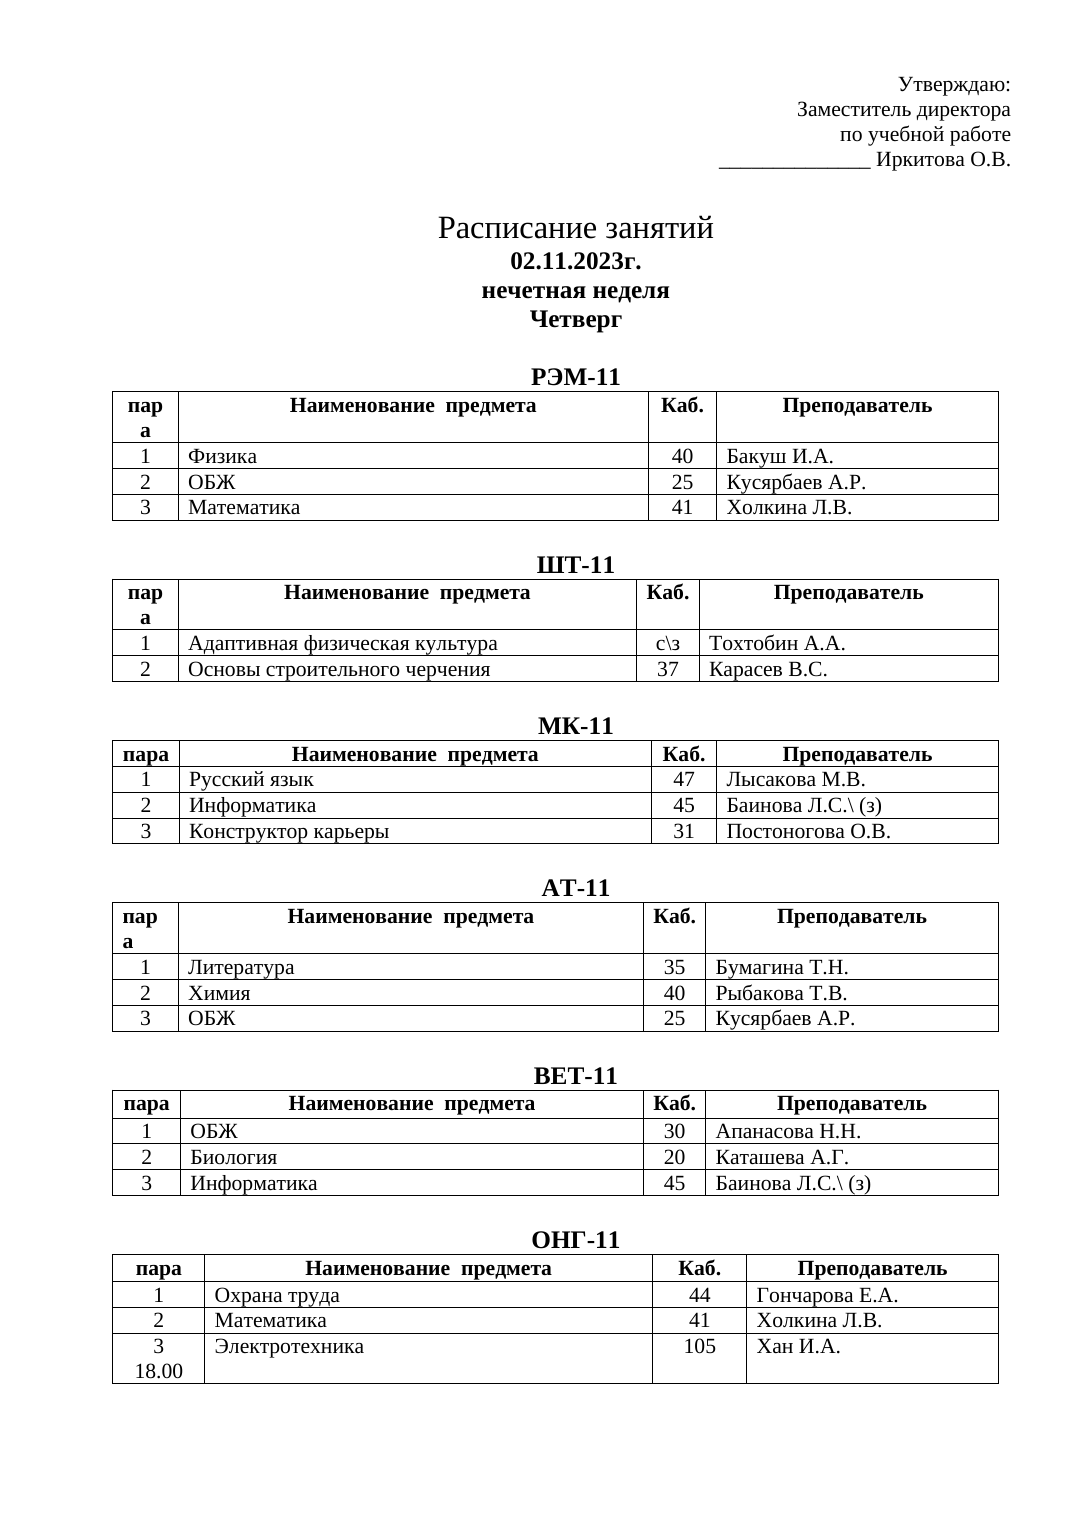 Утверждаю:
Заместитель директора
по учебной работе
______________ Иркитова О.В.
Расписание занятий
02.11.2023г.
нечетная неделя
Четверг
РЭМ-11
пара Наименование предмета Каб. Преподаватель
1 Физика 40 Бакуш И.А.
2 ОБЖ 25 Кусярбаев А.Р.
3 Математика 41 Холкина Л.В.
ШТ-11
пара Наименование предмета Каб. Преподаватель
1 Адаптивная физическая культура с\з Тохтобин А.А.
2 Основы строительного черчения 37 Карасев В.С.
МК-11
пара Наименование предмета Каб. Преподаватель
1 Русский язык 47 Лысакова М.В.
2 Информатика 45 Баинова Л.С.\ (з)
3 Конструктор карьеры 31 Постоногова О.В.
АТ-11
пара Наименование предмета Каб. Преподаватель
1 Литература 35 Бумагина Т.Н.
2 Химия 40 Рыбакова Т.В.
3 ОБЖ 25 Кусярбаев А.Р.
ВЕТ-11
пара Наименование предмета Каб. Преподаватель
1 ОБЖ 30 Апанасова Н.Н.
2 Биология 20 Каташева А.Г.
3 Информатика 45 Баинова Л.С.\ (з)
ОНГ-11
пара Наименование предмета Каб. Преподаватель
1 Охрана труда 44 Гончарова Е.А.
2 Математика 41 Холкина Л.В.
3 Электротехника 105 Хан И.А.
18.00